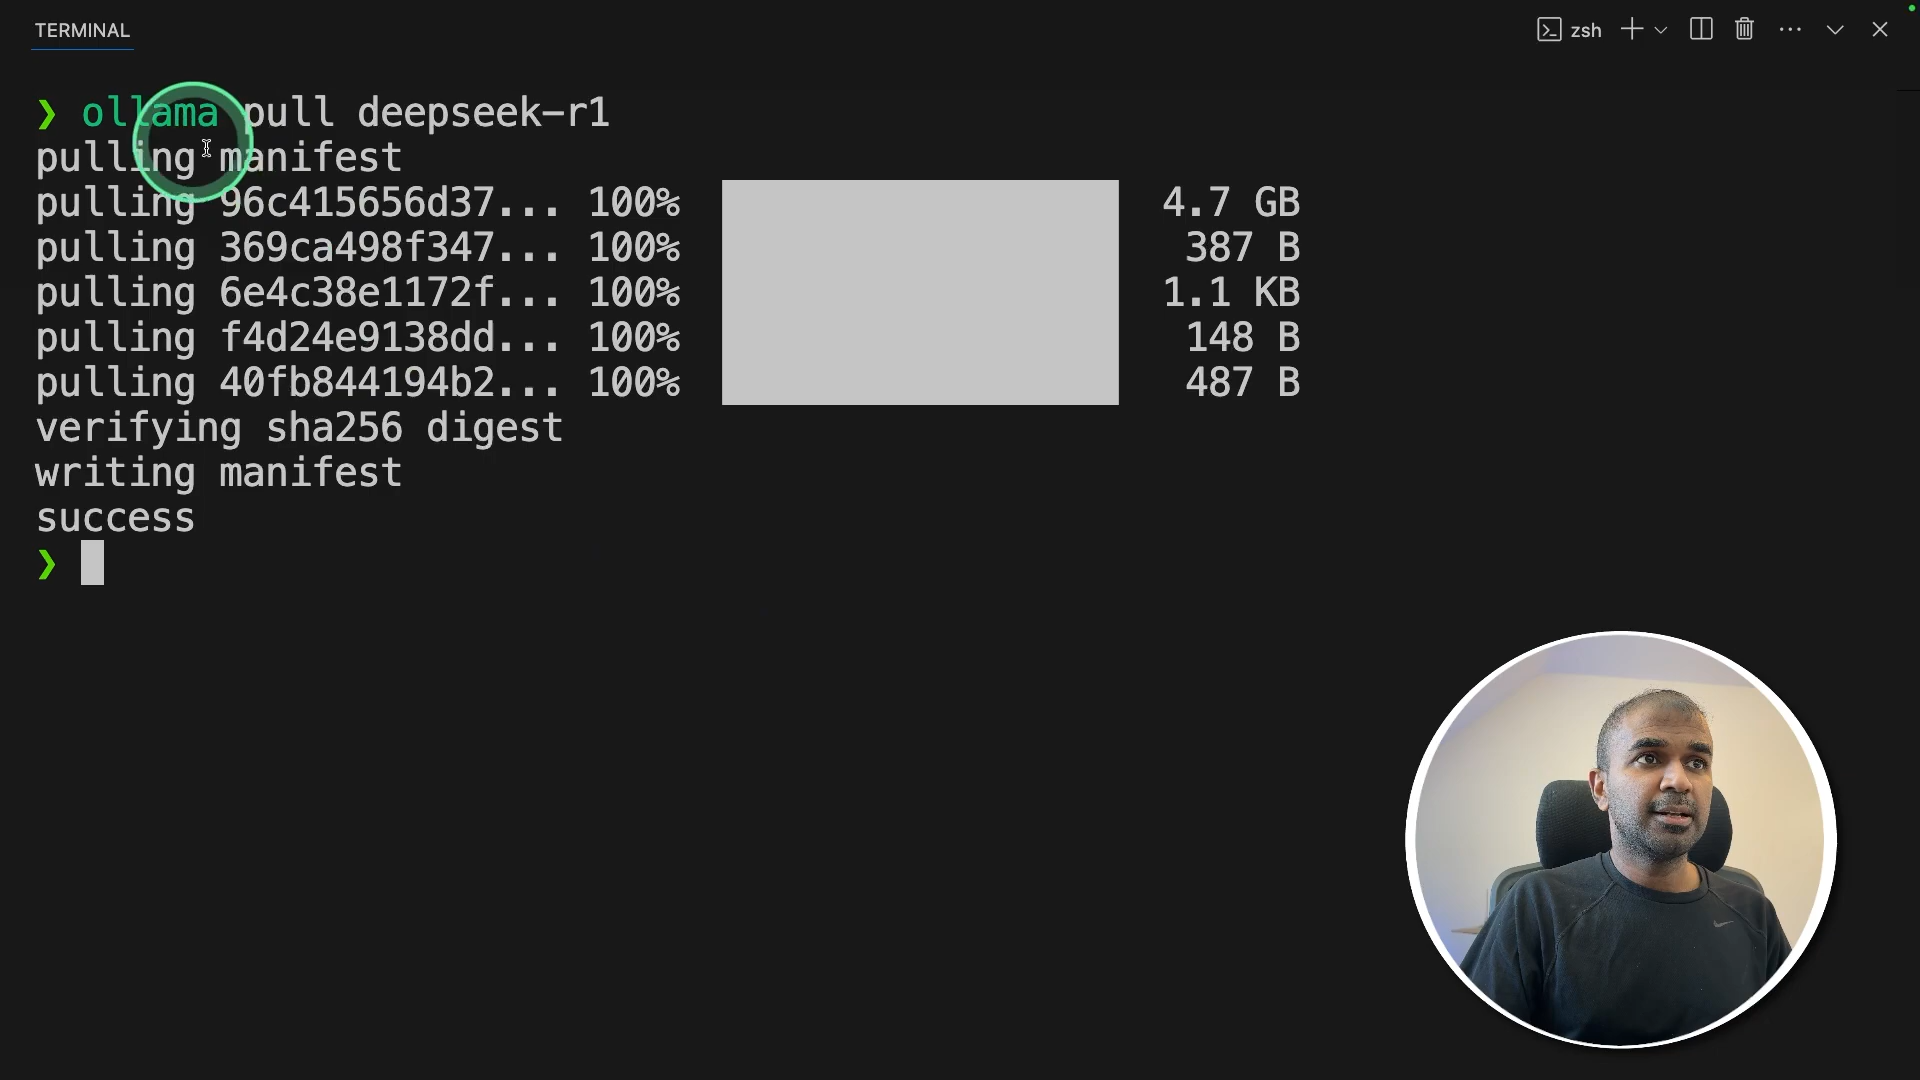 TERMINAL
zsh
❯ ollama pull deepseek-r1
pulling manifest
pulling 96c415656d37... 100% 4.7 GB
pulling 369ca498f347... 100% 387 B
pulling 6e4c38e1172f... 100% 1.1 KB
pulling f4d24e9138dd... 100% 148 B
pulling 40fb844194b2... 100% 487 B
verifying sha256 digest
writing manifest
success
❯